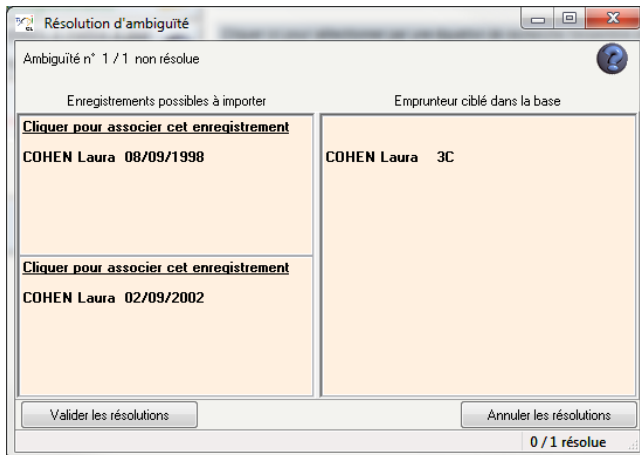 Résolution d'ambiguïté
Ambiguïté n° 1 / 1 non résolue
Enregistrements possibles à importer
Emprunteur ciblé dans la base
Cliquer pour associer cet enregistrement
COHEN Laura 08/09/1998
COHEN Laura 3C
Cliquer pour associer cet enregistrement
COHEN Laura 02/09/2002
Valider les résolutions
Annuler les résolutions
0 / 1 résolue